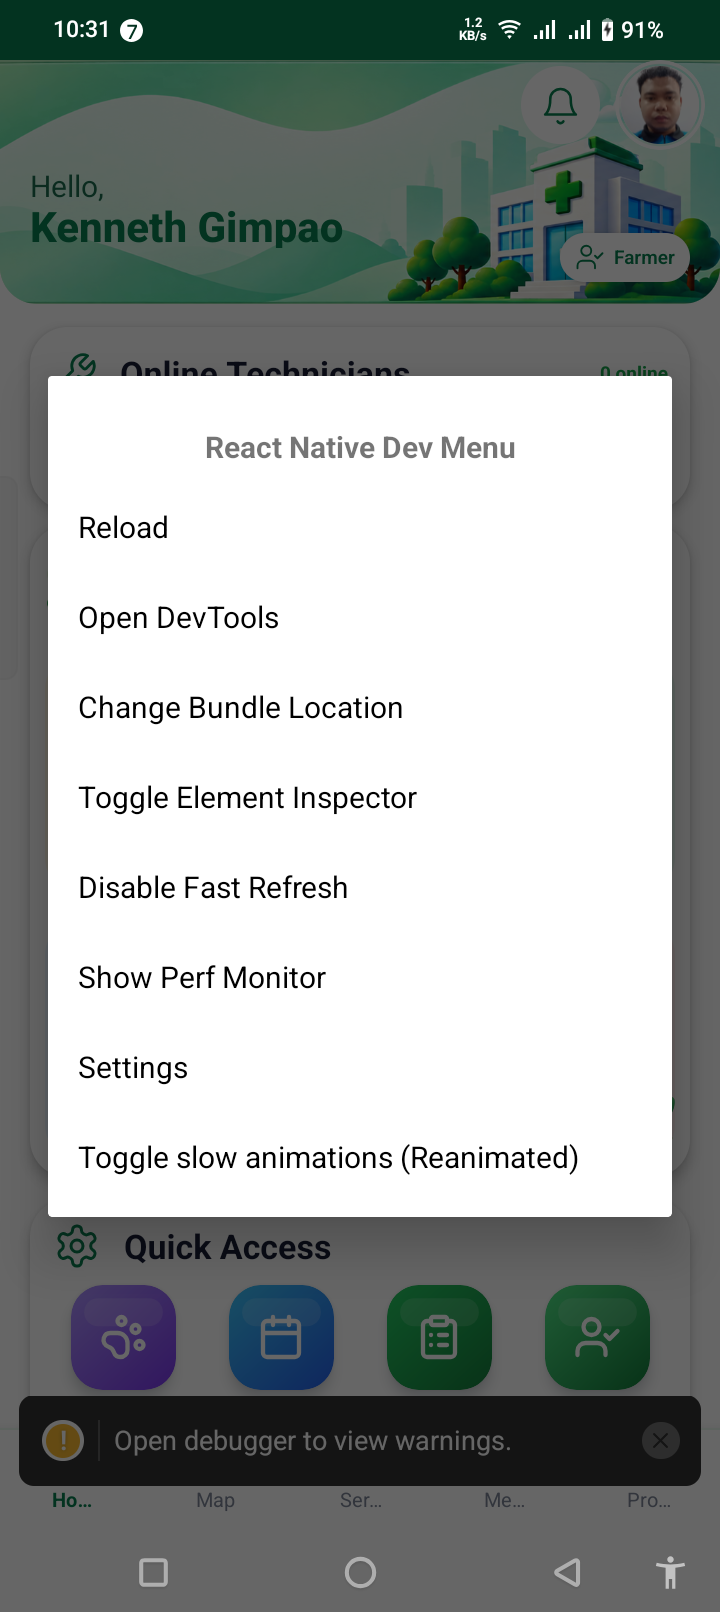 10:31 7 1.2 KB/s 91%
Hello,
Kenneth Gimpao
Farmer
Online Technicians 0 online
React Native Dev Menu
Reload
Open DevTools
Change Bundle Location
Toggle Element Inspector
Disable Fast Refresh
Show Perf Monitor
Settings
Toggle slow animations (Reanimated)
Quick Access
! Open debugger to view warnings.
Ho... Map Ser... Me... Pro...